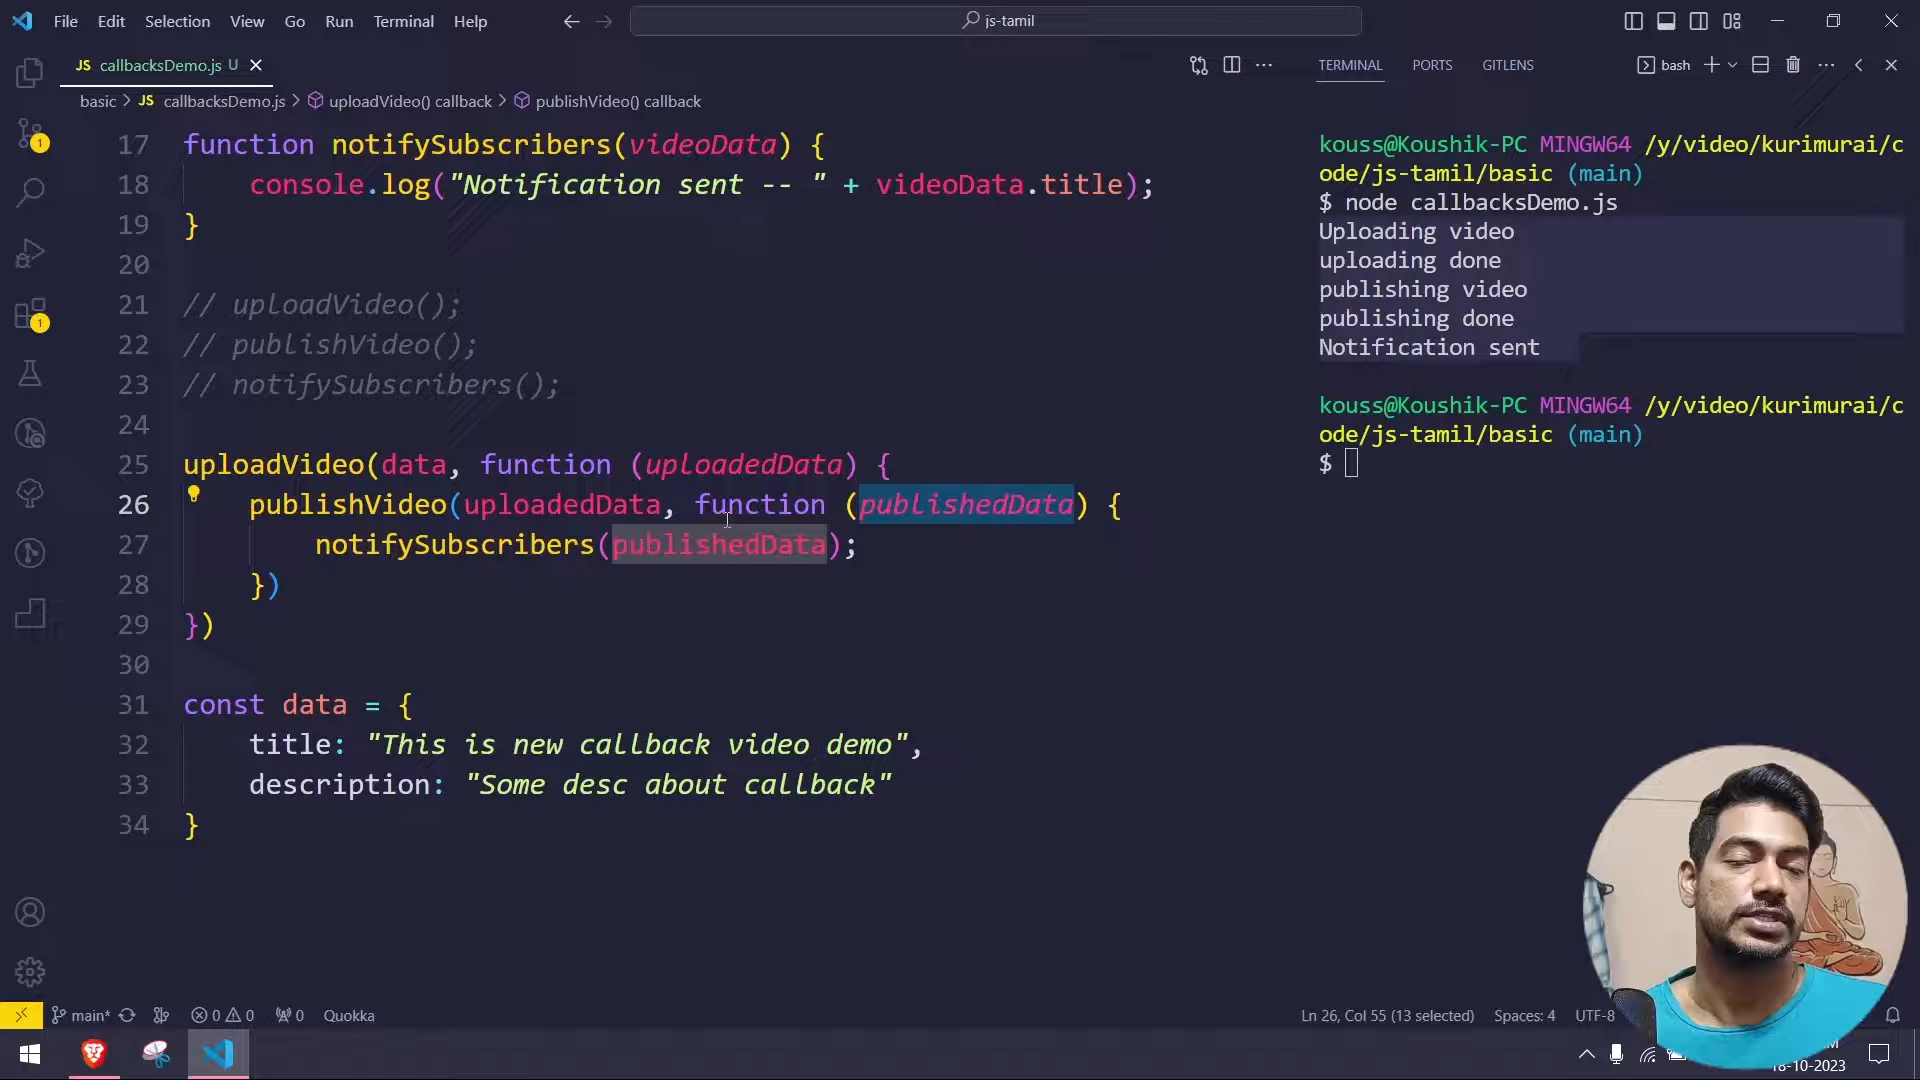 File Edit Selection View Go Run Terminal Help
js-tamil
JS callbacksDemo.js U
basic > JS callbacksDemo.js > uploadVideo() callback > publishVideo() callback
17 function notifySubscribers(videoData) {
18 console.log("Notification sent -- " + videoData.title);
19 }
20
21 // uploadVideo();
22 // publishVideo();
23 // notifySubscribers();
24
25 uploadVideo(data, function (uploadedData) {
26 publishVideo(uploadedData, function (publishedData) {
27 notifySubscribers(publishedData);
28 })
29 })
30
31 const data = {
32 title: "This is new callback video demo",
33 description: "Some desc about callback"
34 }
TERMINAL PORTS GITLENS
bash
kouss@Koushik-PC MINGW64 /y/video/kurimurai/c
ode/js-tamil/basic (main)
$ node callbacksDemo.js
Uploading video
uploading done
publishing video
publishing done
Notification sent
kouss@Koushik-PC MINGW64 /y/video/kurimurai/c
ode/js-tamil/basic (main)
$
1
1
main* 0 0 0 Quokka
Ln 26, Col 55 (13 selected) Spaces: 4 UTF-8
18-10-2023